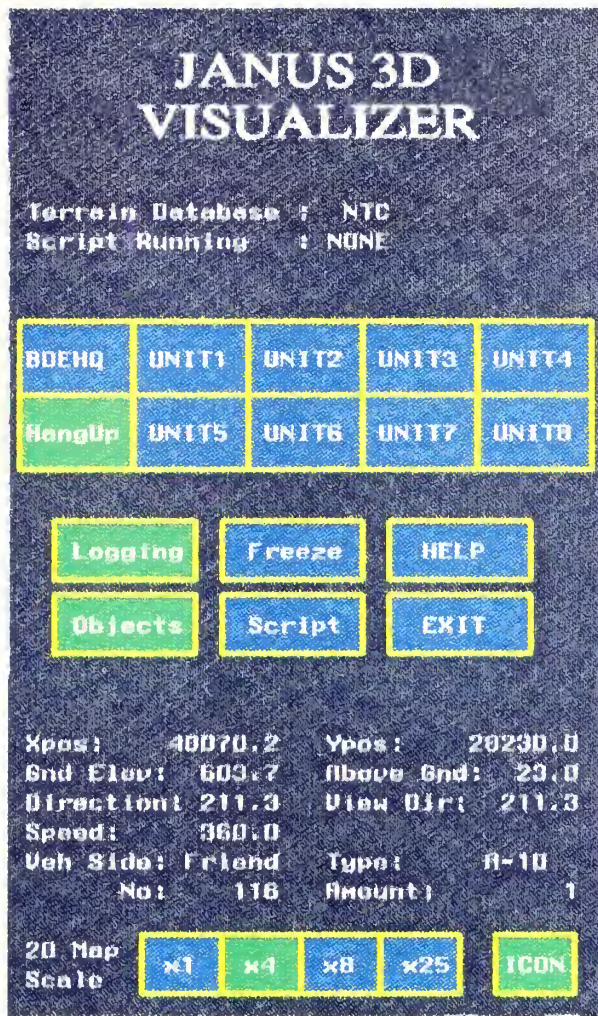 JANUS 3D
VISUALIZER
Terrain Database : NTC
Script Running : NONE
BDEHQ UNIT1 UNIT2 UNIT3 UNIT4
HangUp UNIT5 UNIT6 UNIT7 UNIT8
Logging Freeze HELP
Objects Script EXIT
Xpos: 40070.2 Ypos: 20230.0
Gnd Elev: 603.7 Above Gnd: 23.0
Direction: 211.3 View Dir: 211.3
Speed: 360.0
Veh Side: Friend Type: A-10
No: 116 Amount: 1
2D Map
Scale
x1 x4 x8 x25 ICON